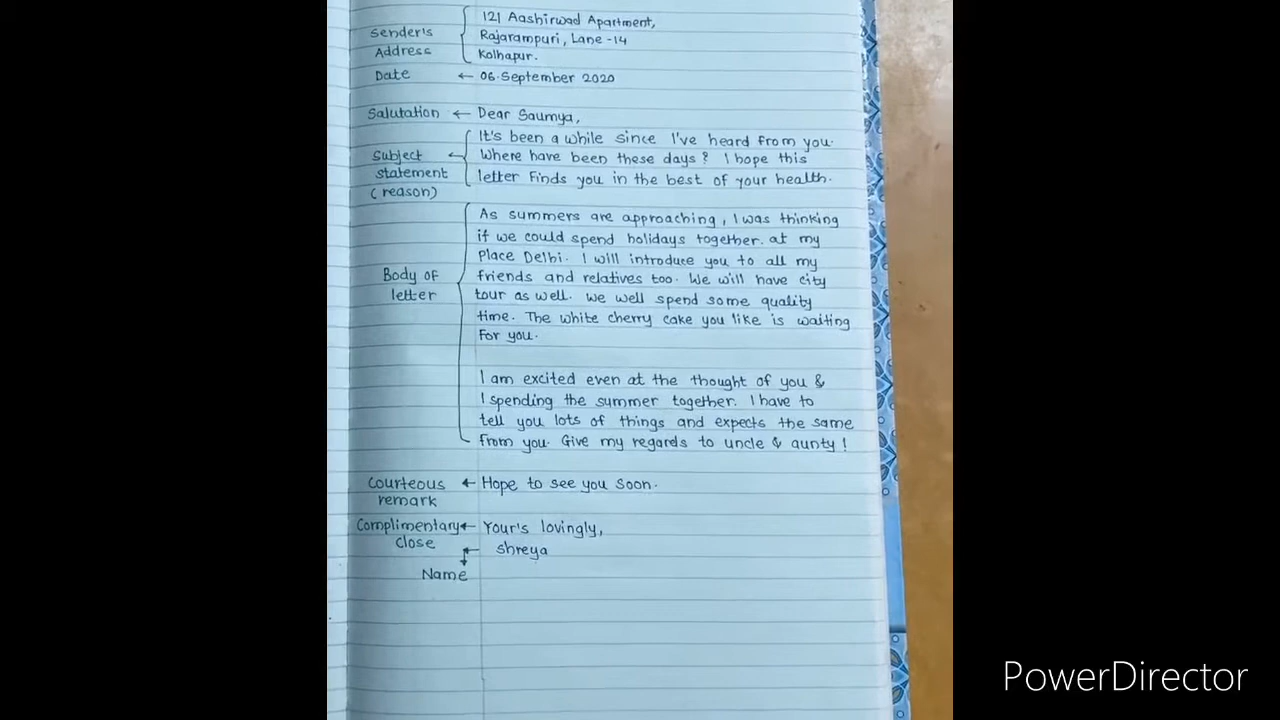 121 Aashirwad Apartment,
Sender's
Rajarampuri, Lane -14
Address
Kolhapur.
Date ← 06.September 2020
Salutation ← Dear Saumya,
It's been a while since I've heard from you.
Subject ← Where have been these days? I hope this
statement letter finds you in the best of your health.
(reason)
As summers are approaching, I was thinking
if we could spend holidays together. at my
place Delhi. I will introduce you to all my
Body of friends and relatives too. We will have city
letter tour as well. We well spend some quality
time. The white cherry cake you like is waiting
for you.
I am excited even at the thought of you &
I spending the summer together. I have to
tell you lots of things and expects the same
from you. Give my regards to uncle & aunty!
Courteous ← Hope to see you soon.
remark
Complimentary ← Your's lovingly,
close
shreya
Name
PowerDirector